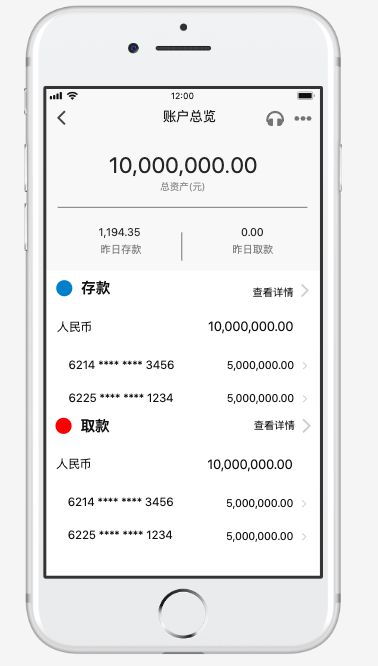 12:00
账户总览
10,000,000.00
总资产(元)
1,194.35 0.00
昨日存款 昨日取款
存款 查看详情
人民币 10,000,000.00
6214 **** **** 3456 5,000,000.00
6225 **** **** 1234 5,000,000.00
取款 查看详情
人民币 10,000,000.00
6214 **** **** 3456 5,000,000.00
6225 **** **** 1234 5,000,000.00